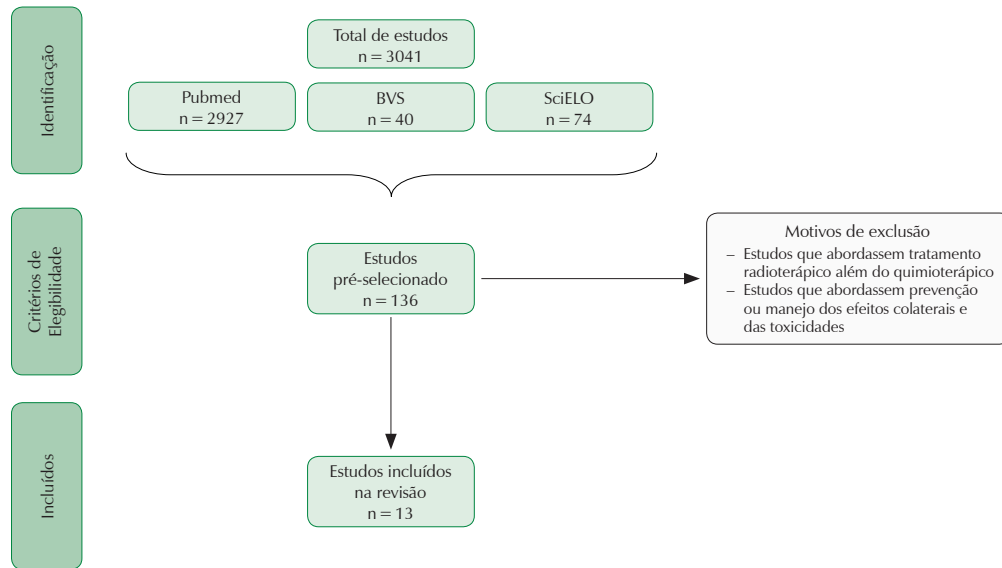 Identificação
Total de estudos
n = 3041
Pubmed
n = 2927
BVS
n = 40
SciELO
n = 74
Critérios de
Elegibilidade
Estudos
pré-selecionado
n = 136
Motivos de exclusão
– Estudos que abordassem tratamento
radioterápico além do quimioterápico
– Estudos que abordassem prevenção
ou manejo dos efeitos colaterais e
das toxicidades
Incluídos
Estudos incluídos
na revisão
n = 13